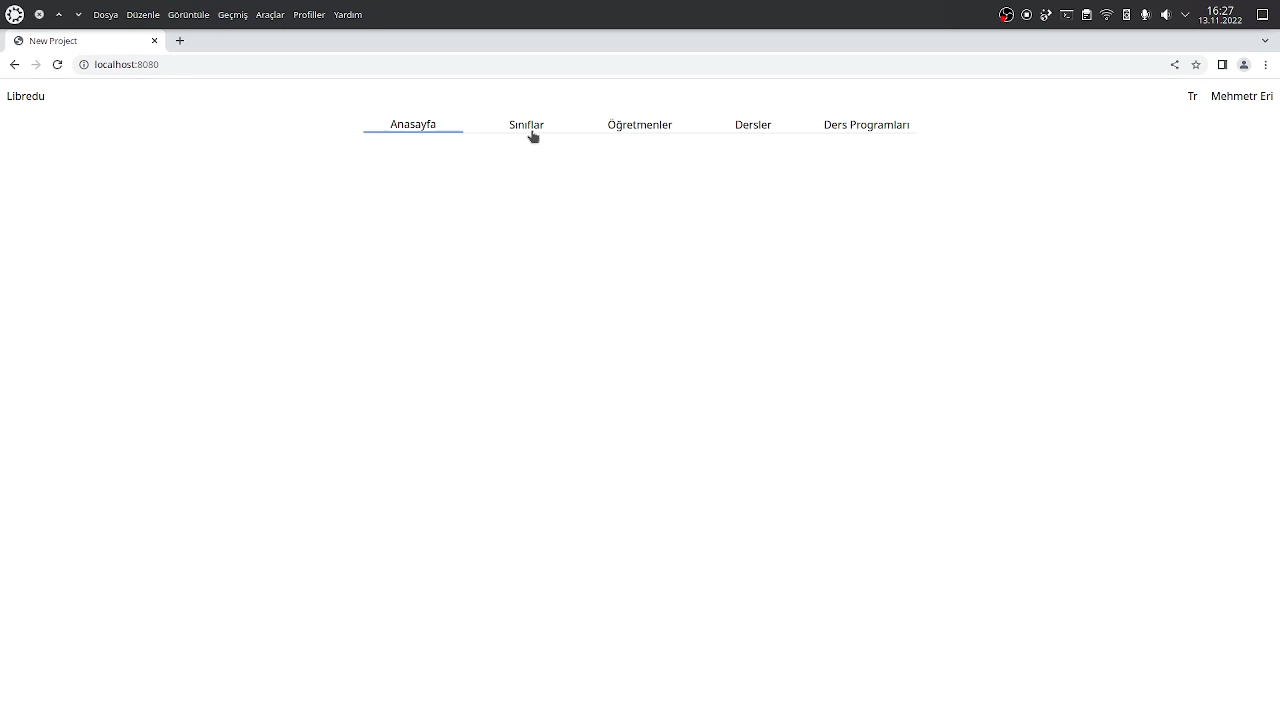 Dosya Düzenle Görüntüle Geçmiş Araçlar Profiller Yardım
16:27
13.11.2022
New Project
localhost:8080
Libredu
Tr Mehmetr Eri
Anasayfa Sınıflar Öğretmenler Dersler Ders Programları